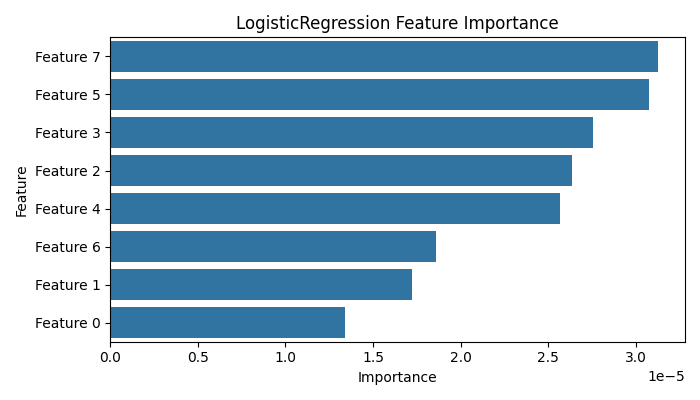 LogisticRegression Feature Importance
Feature 7
Feature 5
Feature 3
Feature 2
Feature 4
Feature 6
Feature 1
Feature 0
Feature
0.0 0.5 1.0 1.5 2.0 2.5 3.0
1e−5
Importance